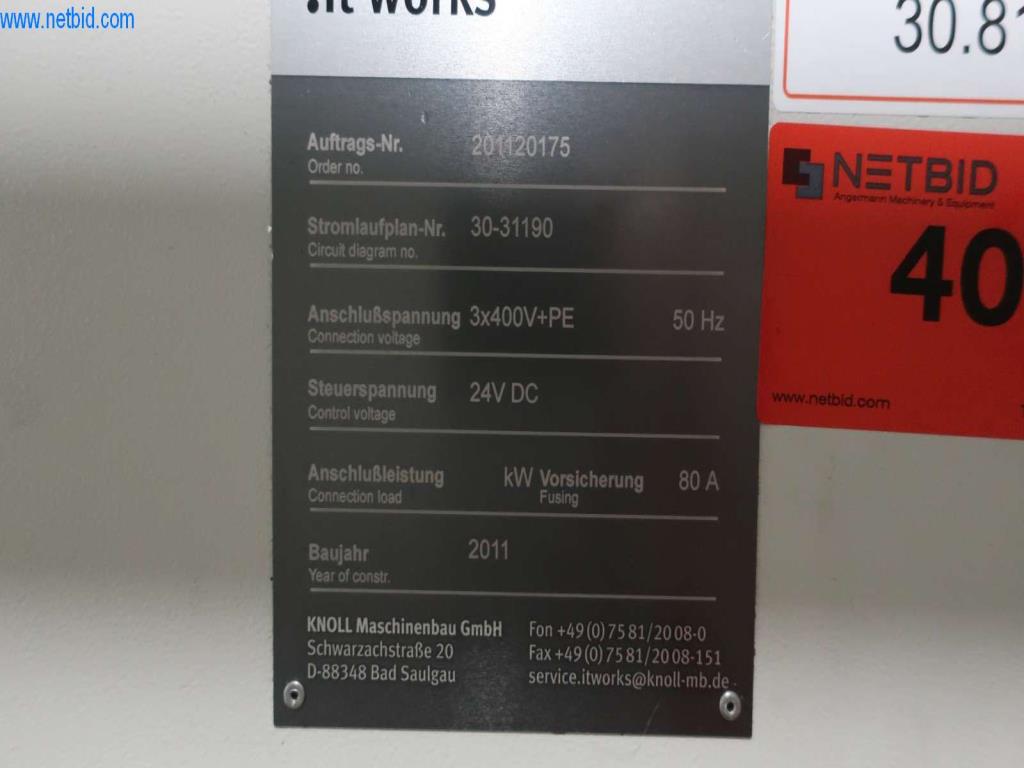 www.netbid.com
.it works
30.81
Auftrags-Nr. 201120175
Order no.
Stromlaufplan-Nr. 30-31190
Circuit diagram no.
Anschlußspannung 3x400V+PE 50 Hz
Connection voltage
Steuerspannung 24V DC
Control voltage
Anschlußleistung kW Vorsicherung 80 A
Connection load Fusing
Baujahr 2011
Year of constr.
KNOLL Maschinenbau GmbH Fon +49 (0) 75 81/20 08-0
Schwarzachstraße 20 Fax +49 (0) 75 81/20 08-151
D-88348 Bad Saulgau service.itworks@knoll-mb.de
NETBID
Angermann Machinery & Equipment
40
www.netbid.com